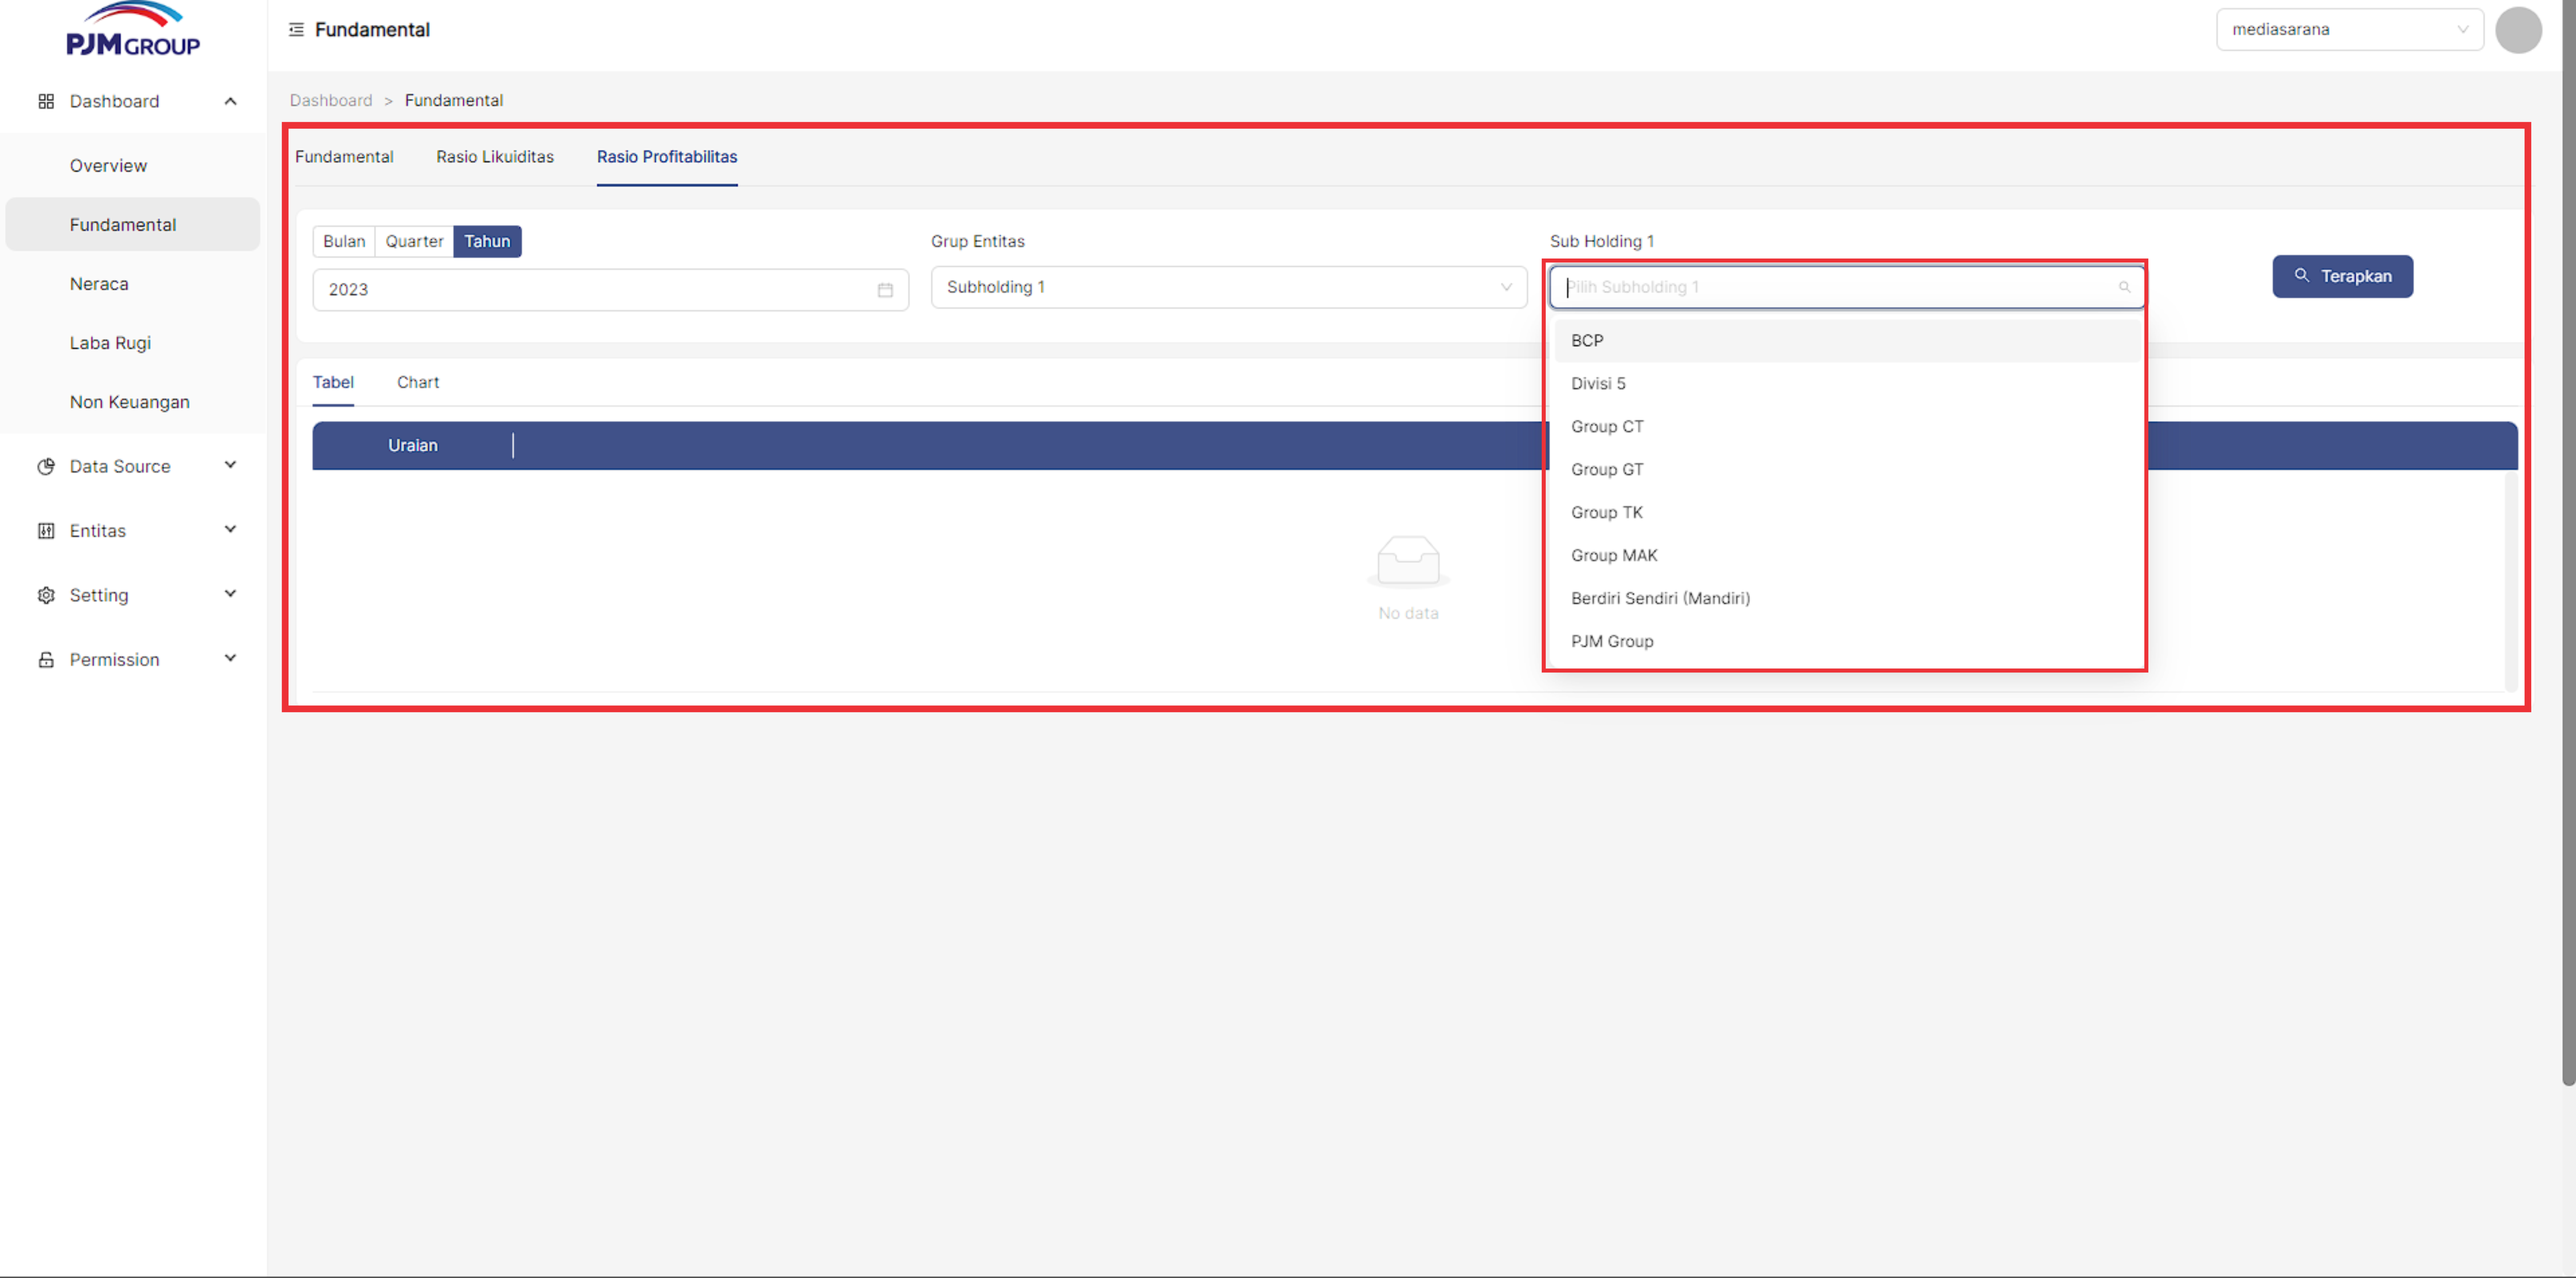 PJM GROUP
Fundamental
mediasarana
Dashboard
Overview
Fundamental
Neraca
Laba Rugi
Non Keuangan
Data Source
Entitas
Setting
Permission
Dashboard > Fundamental
Fundamental Rasio Likuiditas Rasio Profitabilitas
Bulan Quarter Tahun
2023
Grup Entitas
Subholding 1
Sub Holding 1
Pilih Subholding 1
Terapkan
BCP
Divisi 5
Group CT
Group GT
Group TK
Group MAK
Berdiri Sendiri (Mandiri)
PJM Group
Tabel Chart
Uraian
No data